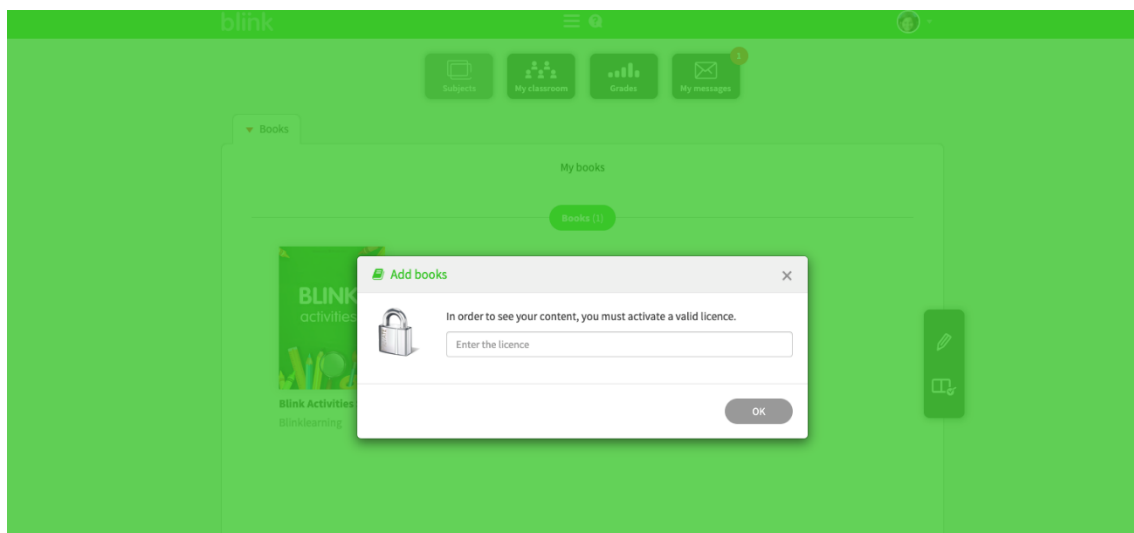 blink
Subjects
My classroom
Grades
My messages
Books
My books
Books (1)
Add books
In order to see your content, you must activate a valid licence.
Enter the licence
OK
BLINK
activities
Blink Activities
Blinklearning